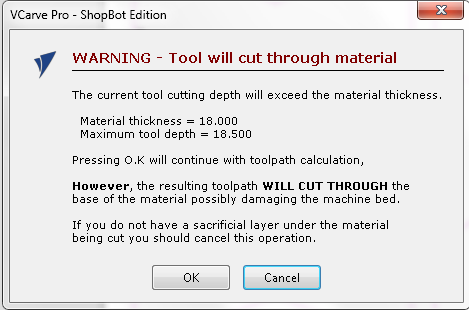 VCarve Pro - ShopBot Edition
WARNING - Tool will cut through material
The current tool cutting depth will exceed the material thickness.
Material thickness = 18.000
Maximum tool depth = 18.500
Pressing O.K will continue with toolpath calculation,
However, the resulting toolpath WILL CUT THROUGH the
base of the material possibly damaging the machine bed.
If you do not have a sacrificial layer under the material
being cut you should cancel this operation.
OK
Cancel